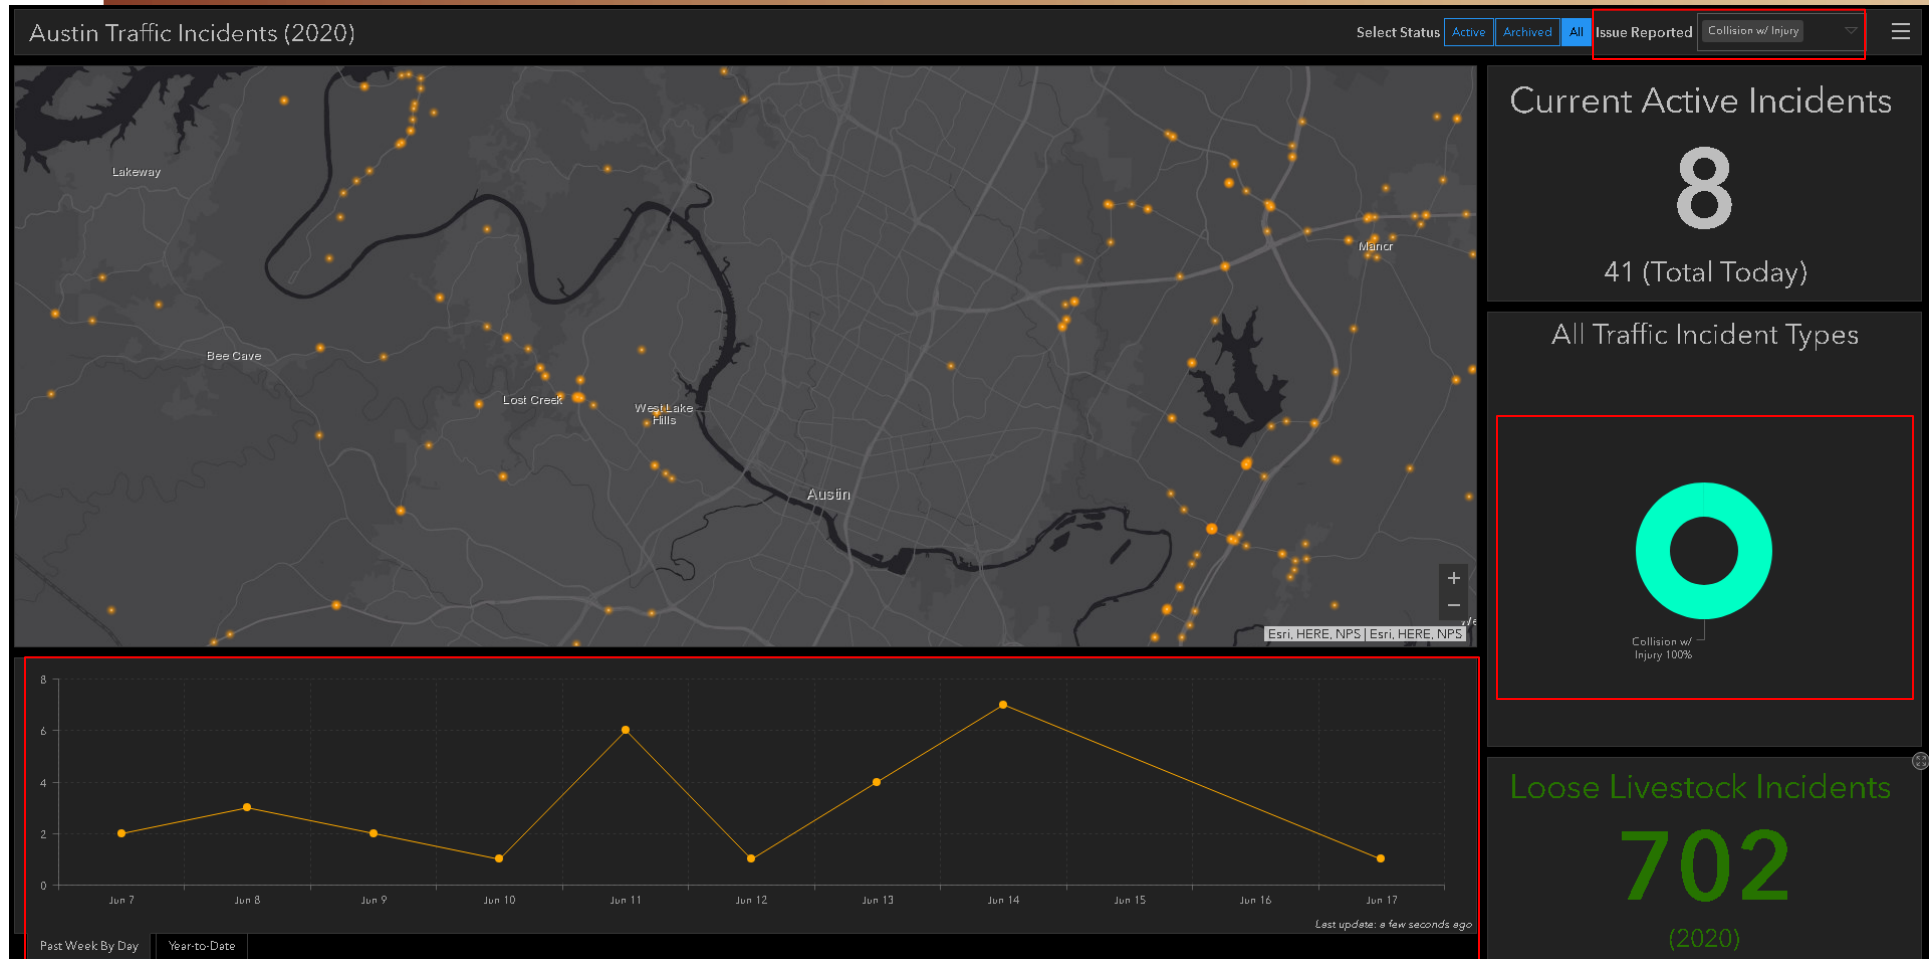 Austin Traffic Incidents (2020)
Select Status Active Archived All Issue Reported Collision w/ Injury
Lakeway
Manor
Bee Cave
Lost Creek
West Lake
Hills
Austin
+
−
Esri, HERE, NPS | Esri, HERE, NPS
Current Active Incidents
8
41 (Total Today)
All Traffic Incident Types
Collision w/
Injury 100%
8
6
4
2
0
Jun 7 Jun 8 Jun 9 Jun 10 Jun 11 Jun 12 Jun 13 Jun 14 Jun 15 Jun 16 Jun 17
Last update: a few seconds ago
Past Week By Day Year-to-Date
Loose Livestock Incidents
702
(2020)